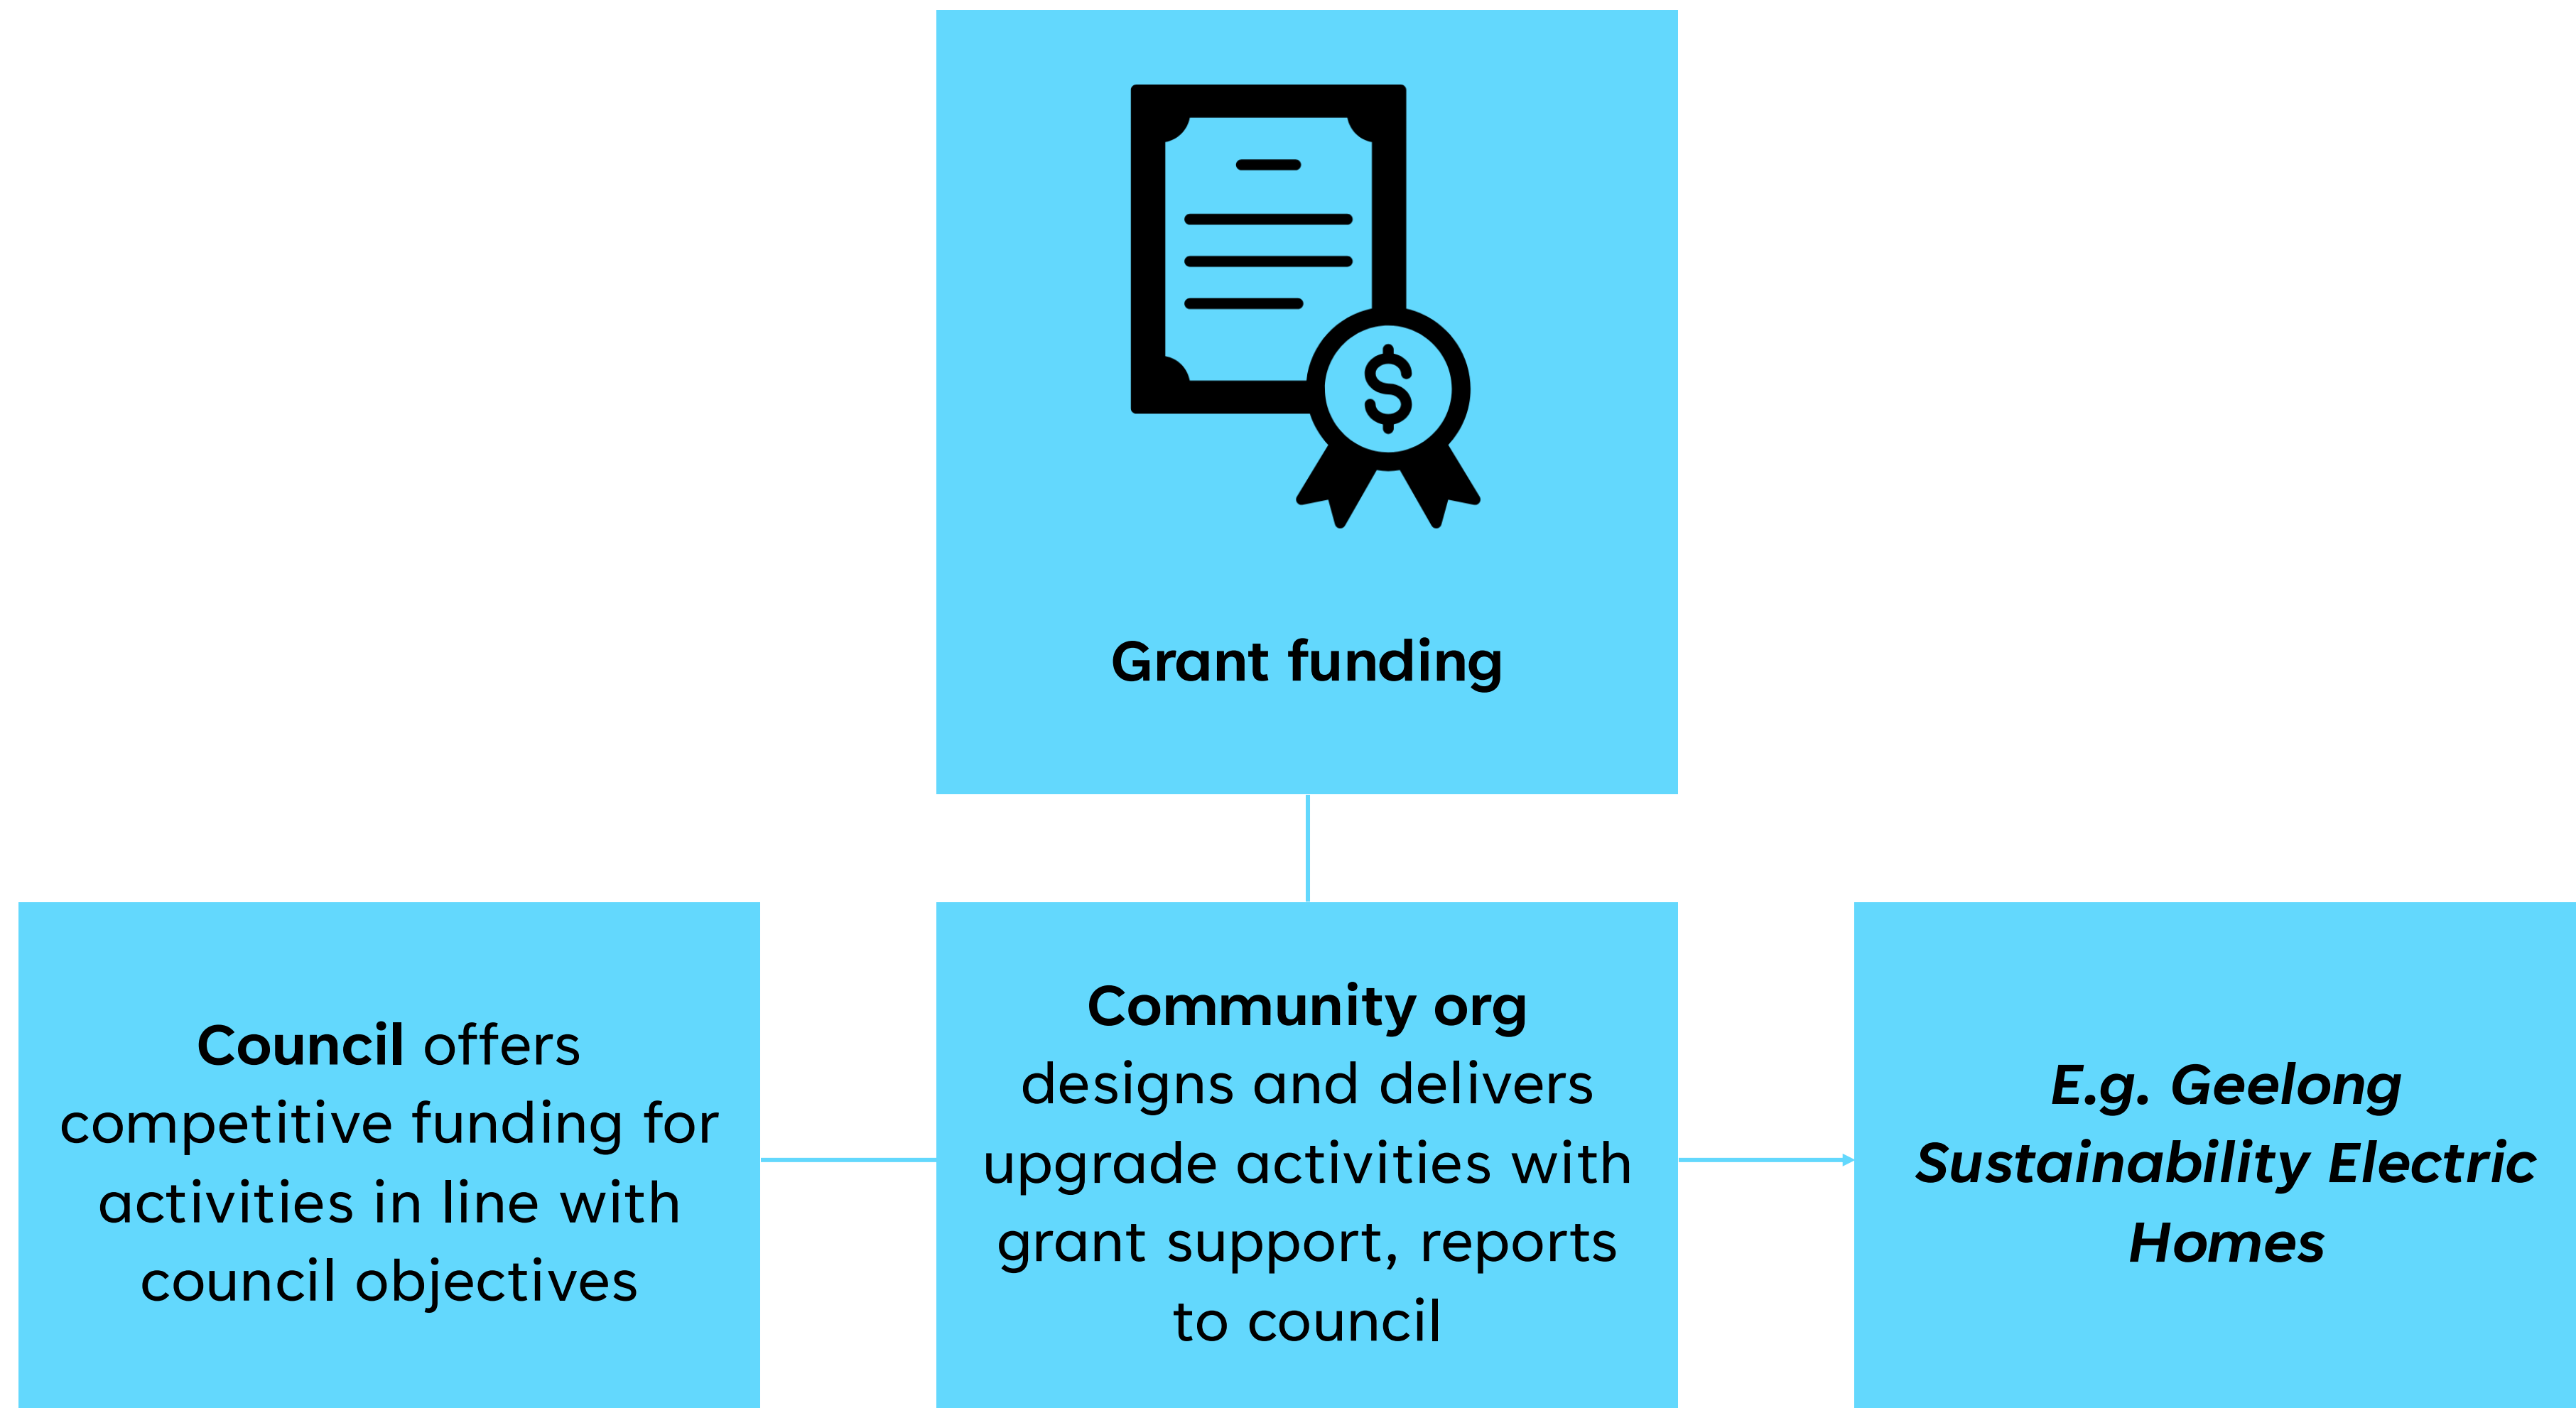 $
Grant funding
Council offers
competitive funding for
activities in line with
council objectives
Community org
designs and delivers
upgrade activities with
grant support, reports
to council
E.g. Geelong
Sustainability Electric
Homes